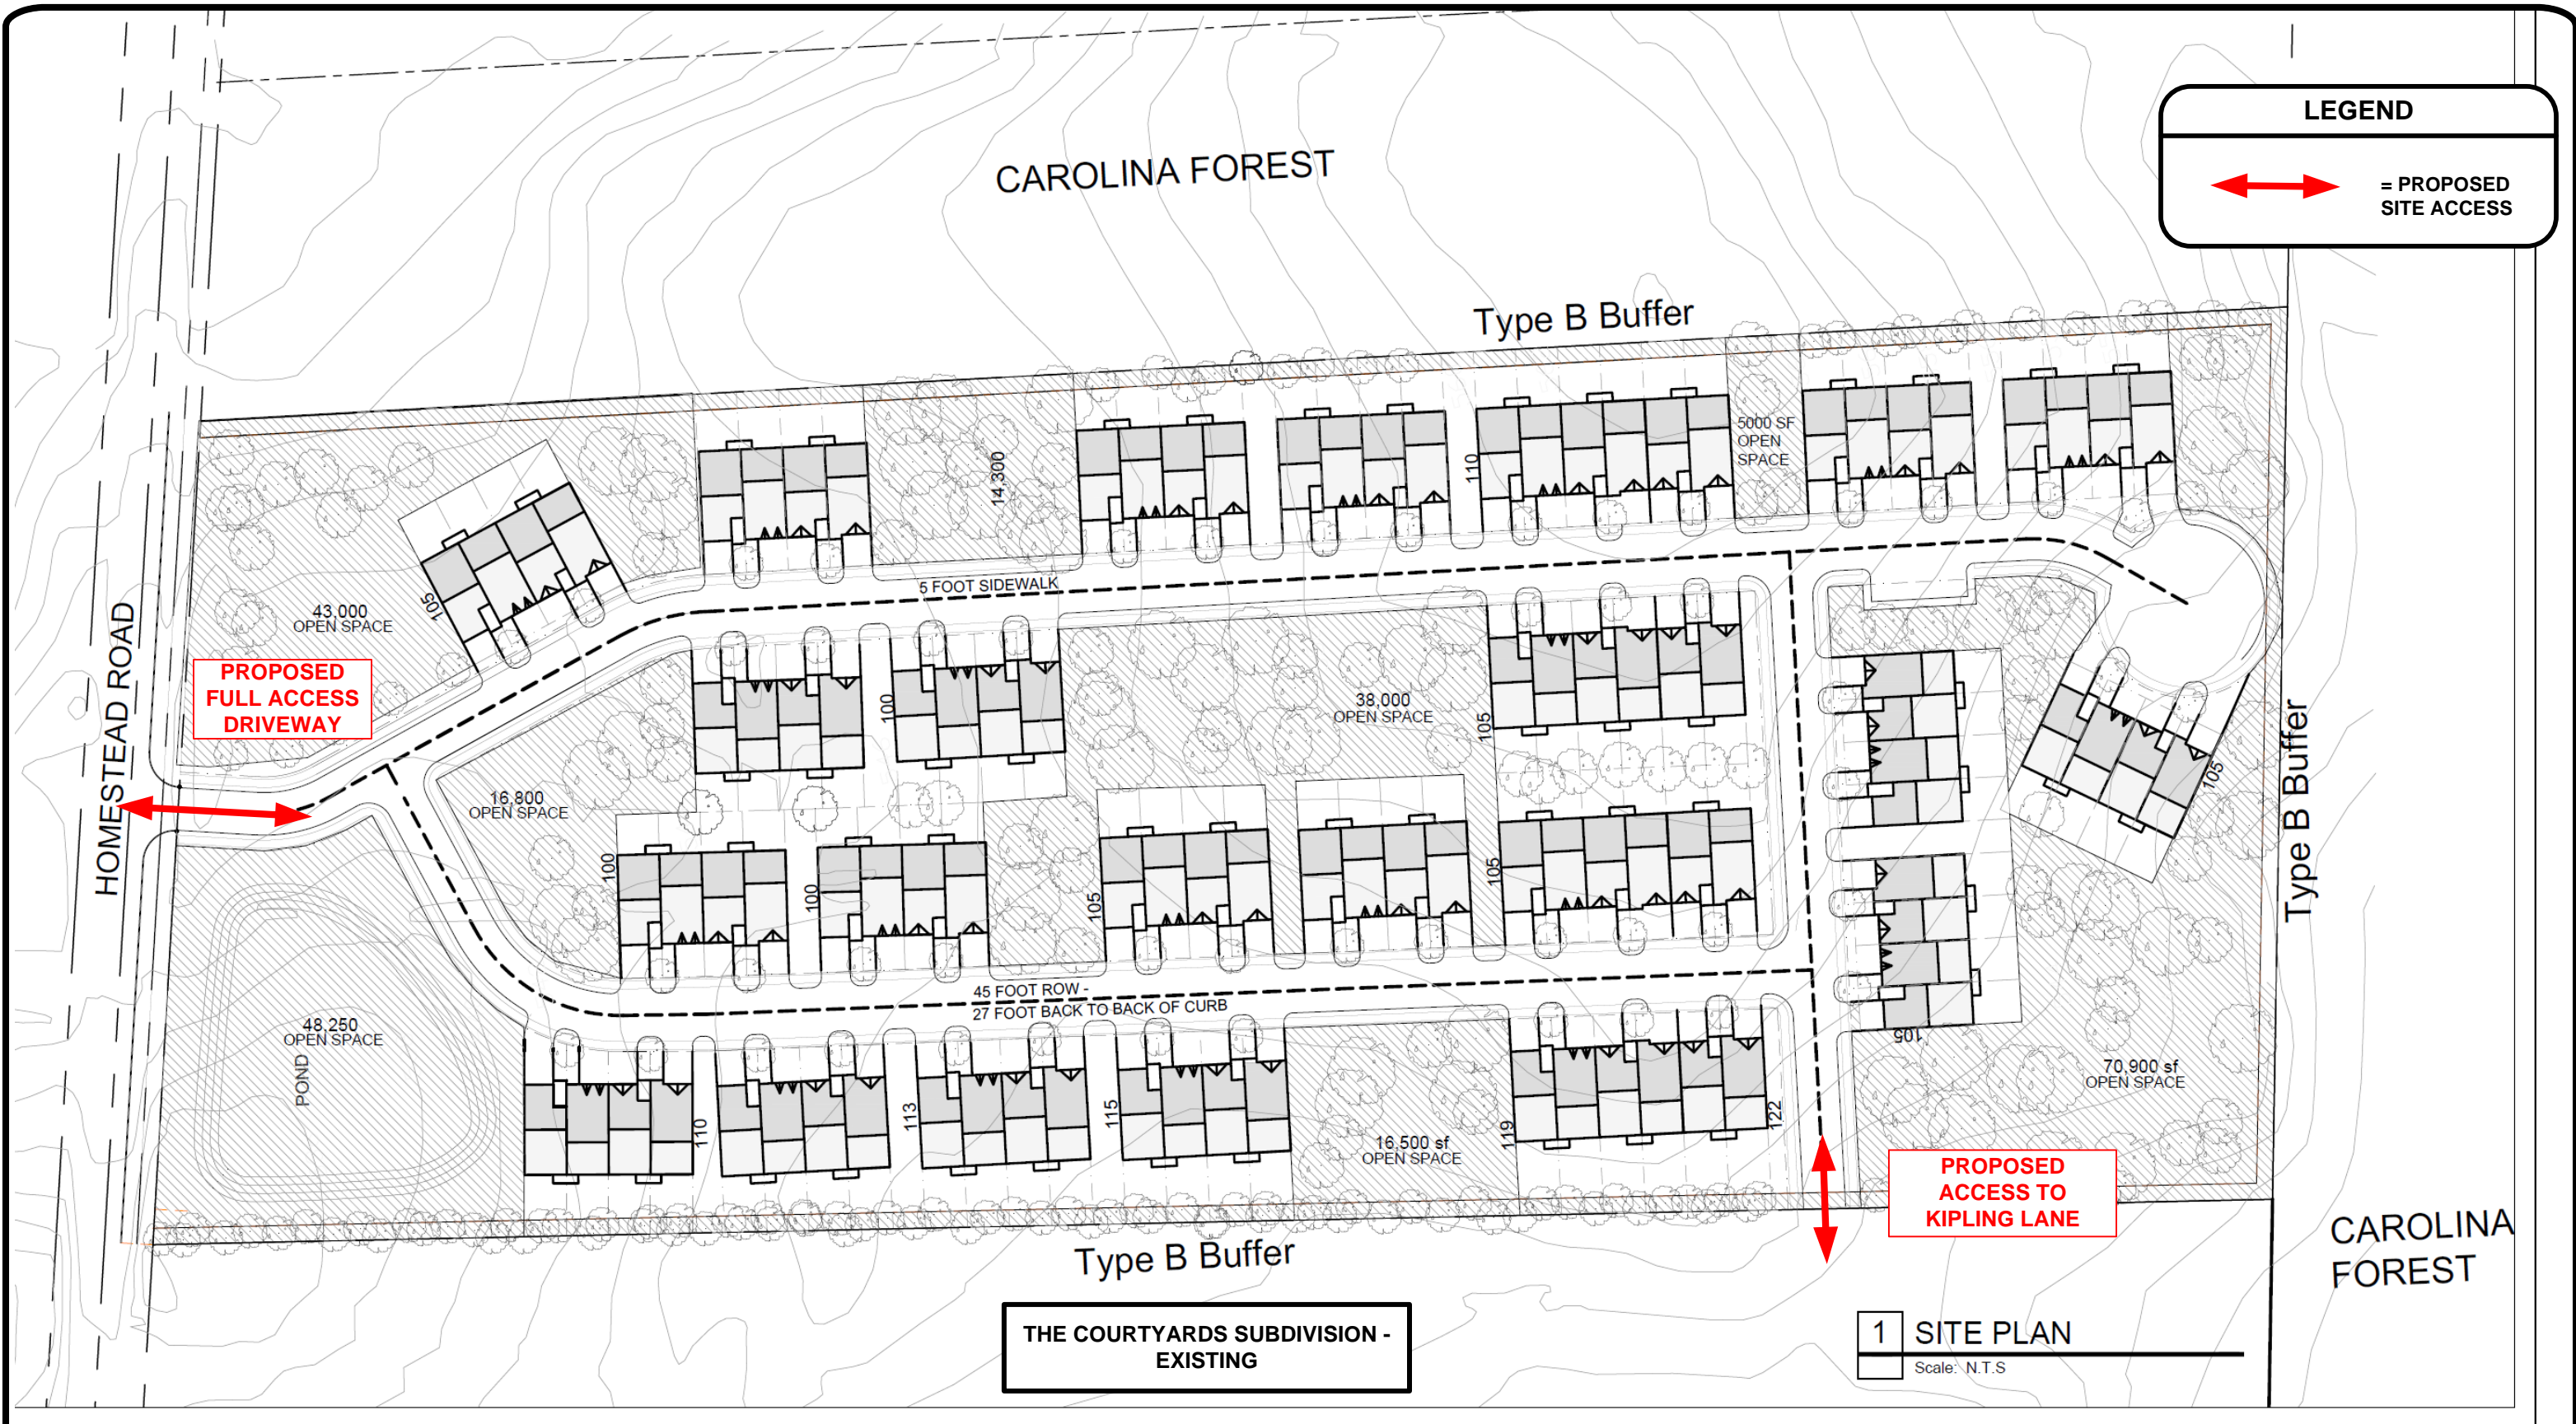 LEGEND
= PROPOSED
SITE ACCESS
CAROLINA FOREST
Type B Buffer
5000 SF
OPEN
SPACE
14,300
110
105
43,000
OPEN SPACE
5 FOOT SIDEWALK
HOMESTEAD ROAD
PROPOSED
FULL ACCESS
DRIVEWAY
100
38,000
OPEN SPACE
105
105
Type B Buffer
16,800
OPEN SPACE
100
100
105
105
45 FOOT ROW -
27 FOOT BACK TO BACK OF CURB
48,250
OPEN SPACE
POND
105
70,900 sf
OPEN SPACE
110
113
115
16,500 sf
OPEN SPACE
119
122
PROPOSED
ACCESS TO
KIPLING LANE
Type B Buffer
CAROLINA
FOREST
THE COURTYARDS SUBDIVISION -
EXISTING
1 SITE PLAN
Scale: N.T.S